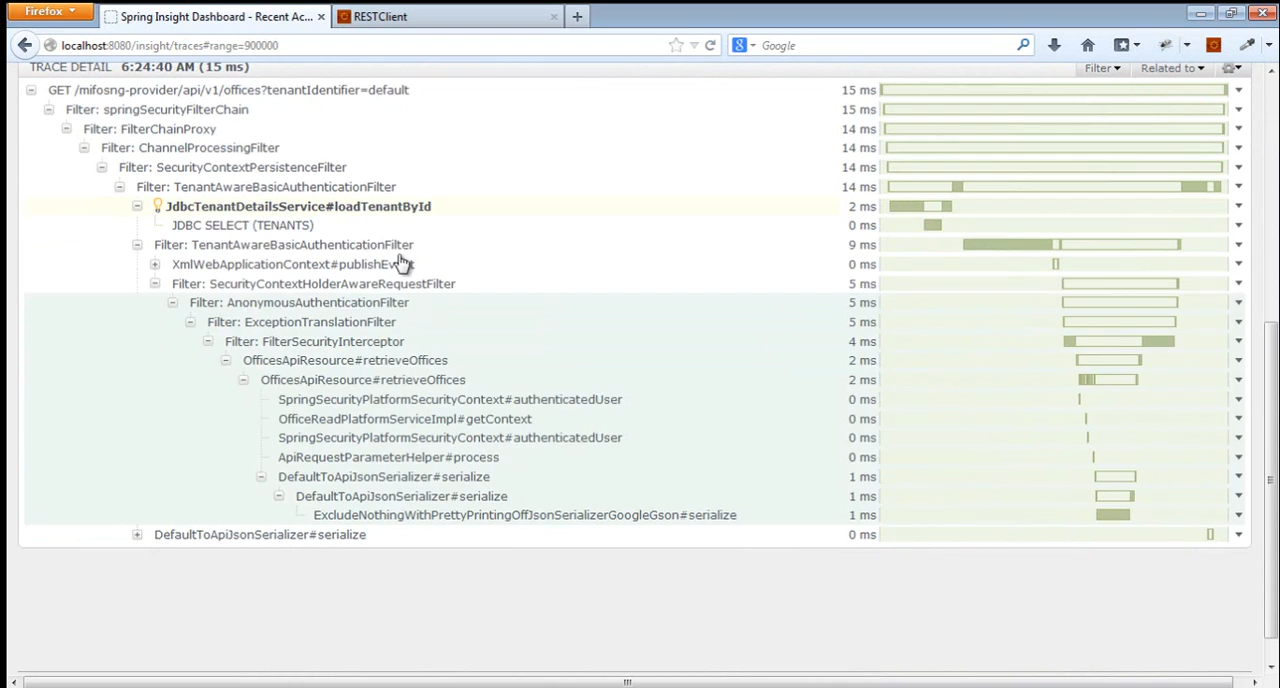 Firefox
Spring Insight Dashboard - Recent Ac...
RESTClient
localhost:8080/insight/traces#range=900000
Google
TRACE DETAIL 6:24:40 AM (15 ms)
Filter Related to
GET /mifosng-provider/api/v1/offices?tenantIdentifier=default 15 ms
Filter: springSecurityFilterChain 15 ms
Filter: FilterChainProxy 14 ms
Filter: ChannelProcessingFilter 14 ms
Filter: SecurityContextPersistenceFilter 14 ms
Filter: TenantAwareBasicAuthenticationFilter 14 ms
JdbcTenantDetailsService#loadTenantById 2 ms
JDBC SELECT (TENANTS) 0 ms
Filter: TenantAwareBasicAuthenticationFilter 9 ms
XmlWebApplicationContext#publishEv 0 ms
Filter: SecurityContextHolderAwareRequestFilter 5 ms
Filter: AnonymousAuthenticationFilter 5 ms
Filter: ExceptionTranslationFilter 5 ms
Filter: FilterSecurityInterceptor 4 ms
OfficesApiResource#retrieveOffices 2 ms
OfficesApiResource#retrieveOffices 2 ms
SpringSecurityPlatformSecurityContext#authenticatedUser 0 ms
OfficeReadPlatformServiceImpl#getContext 0 ms
SpringSecurityPlatformSecurityContext#authenticatedUser 0 ms
ApiRequestParameterHelper#process 0 ms
DefaultToApiJsonSerializer#serialize 1 ms
DefaultToApiJsonSerializer#serialize 1 ms
ExcludeNothingWithPrettyPrintingOffJsonSerializerGoogleGson#serialize 1 ms
DefaultToApiJsonSerializer#serialize 0 ms